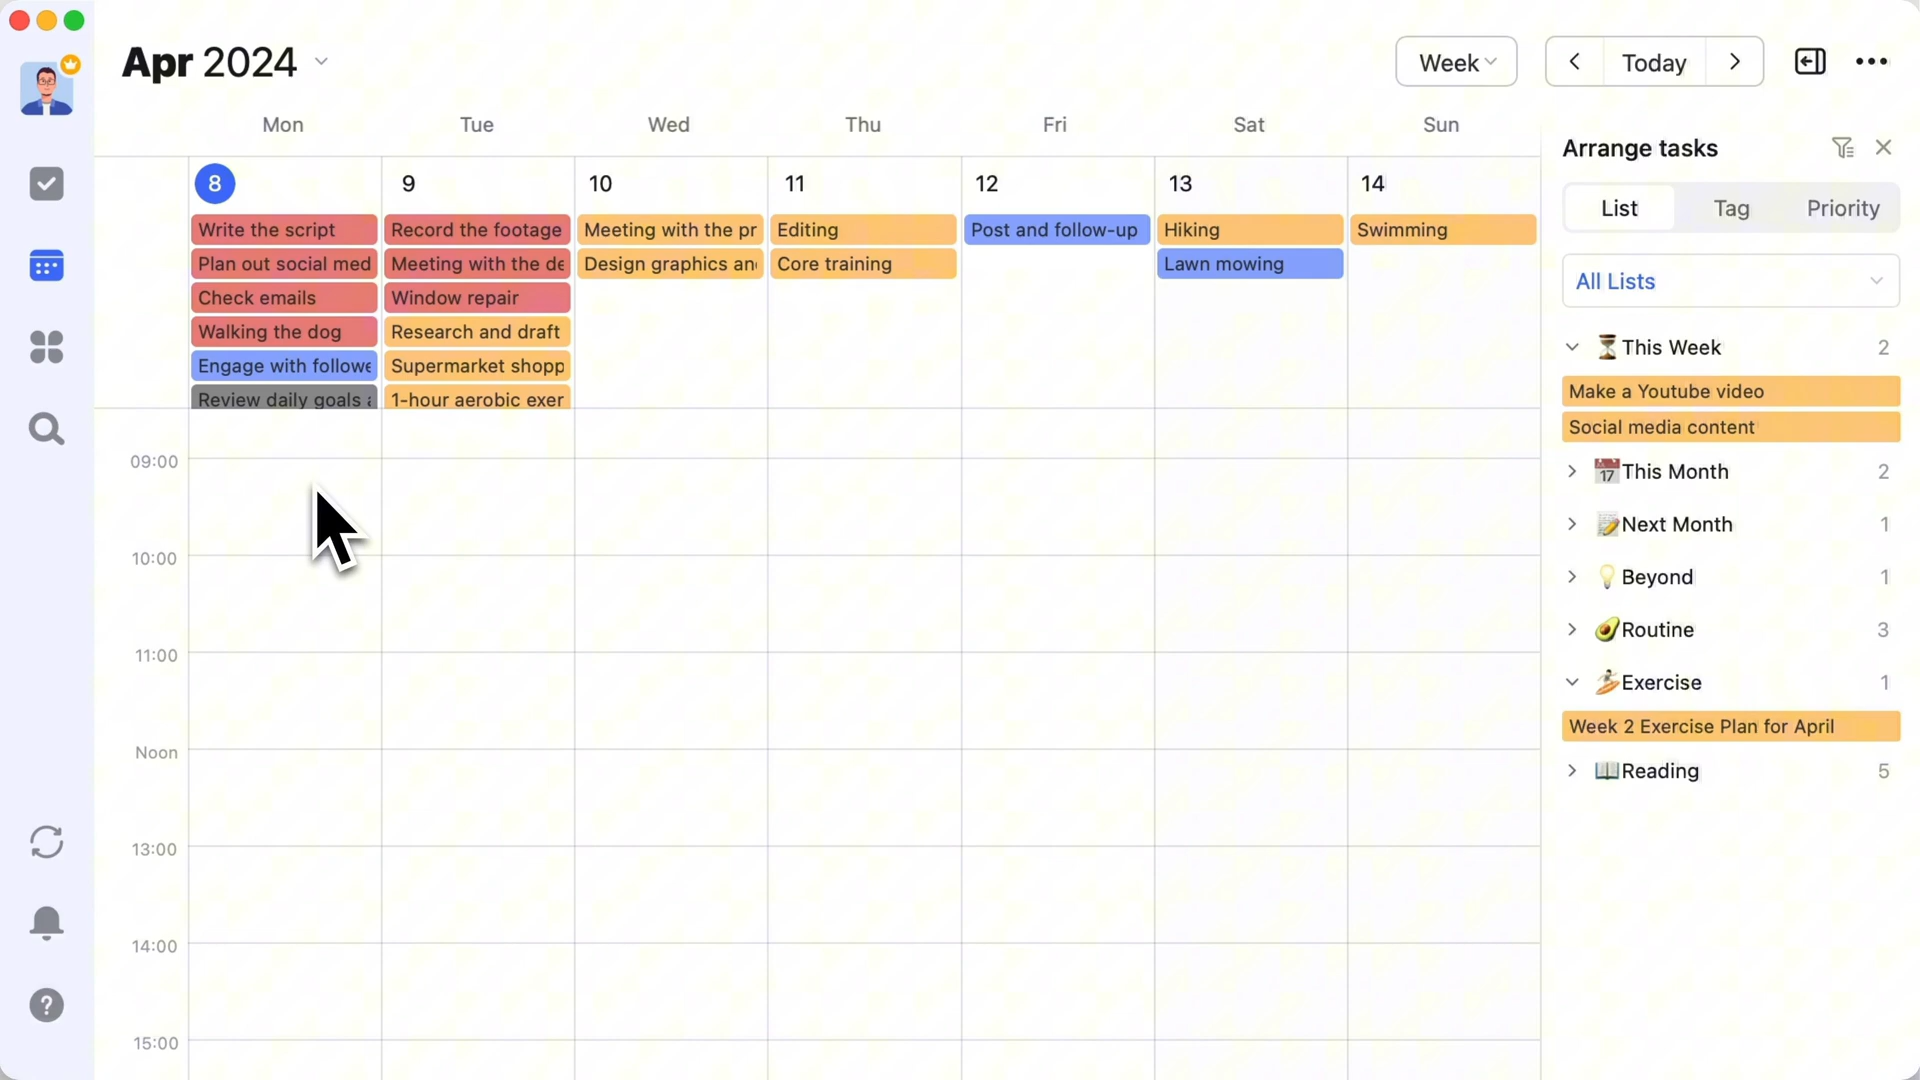 Apr 2024
Week
Today
Mon
Tue
Wed
Thu
Fri
Sat
Sun
8
9
10
11
12
13
14
Write the script
Plan out social med
Check emails
Walking the dog
Engage with followe
Review daily goals
Record the footage
Meeting with the de
Window repair
Research and draft
Supermarket shopp
1-hour aerobic exer
Meeting with the pr
Design graphics an
Editing
Core training
Post and follow-up
Hiking
Lawn mowing
Swimming
09:00
10:00
11:00
Noon
13:00
14:00
15:00
Arrange tasks
List
Tag
Priority
All Lists
This Week 2
Make a Youtube video
Social media content
17 This Month 2
Next Month 1
Beyond 1
Routine 3
Exercise 1
Week 2 Exercise Plan for April
Reading 5
?